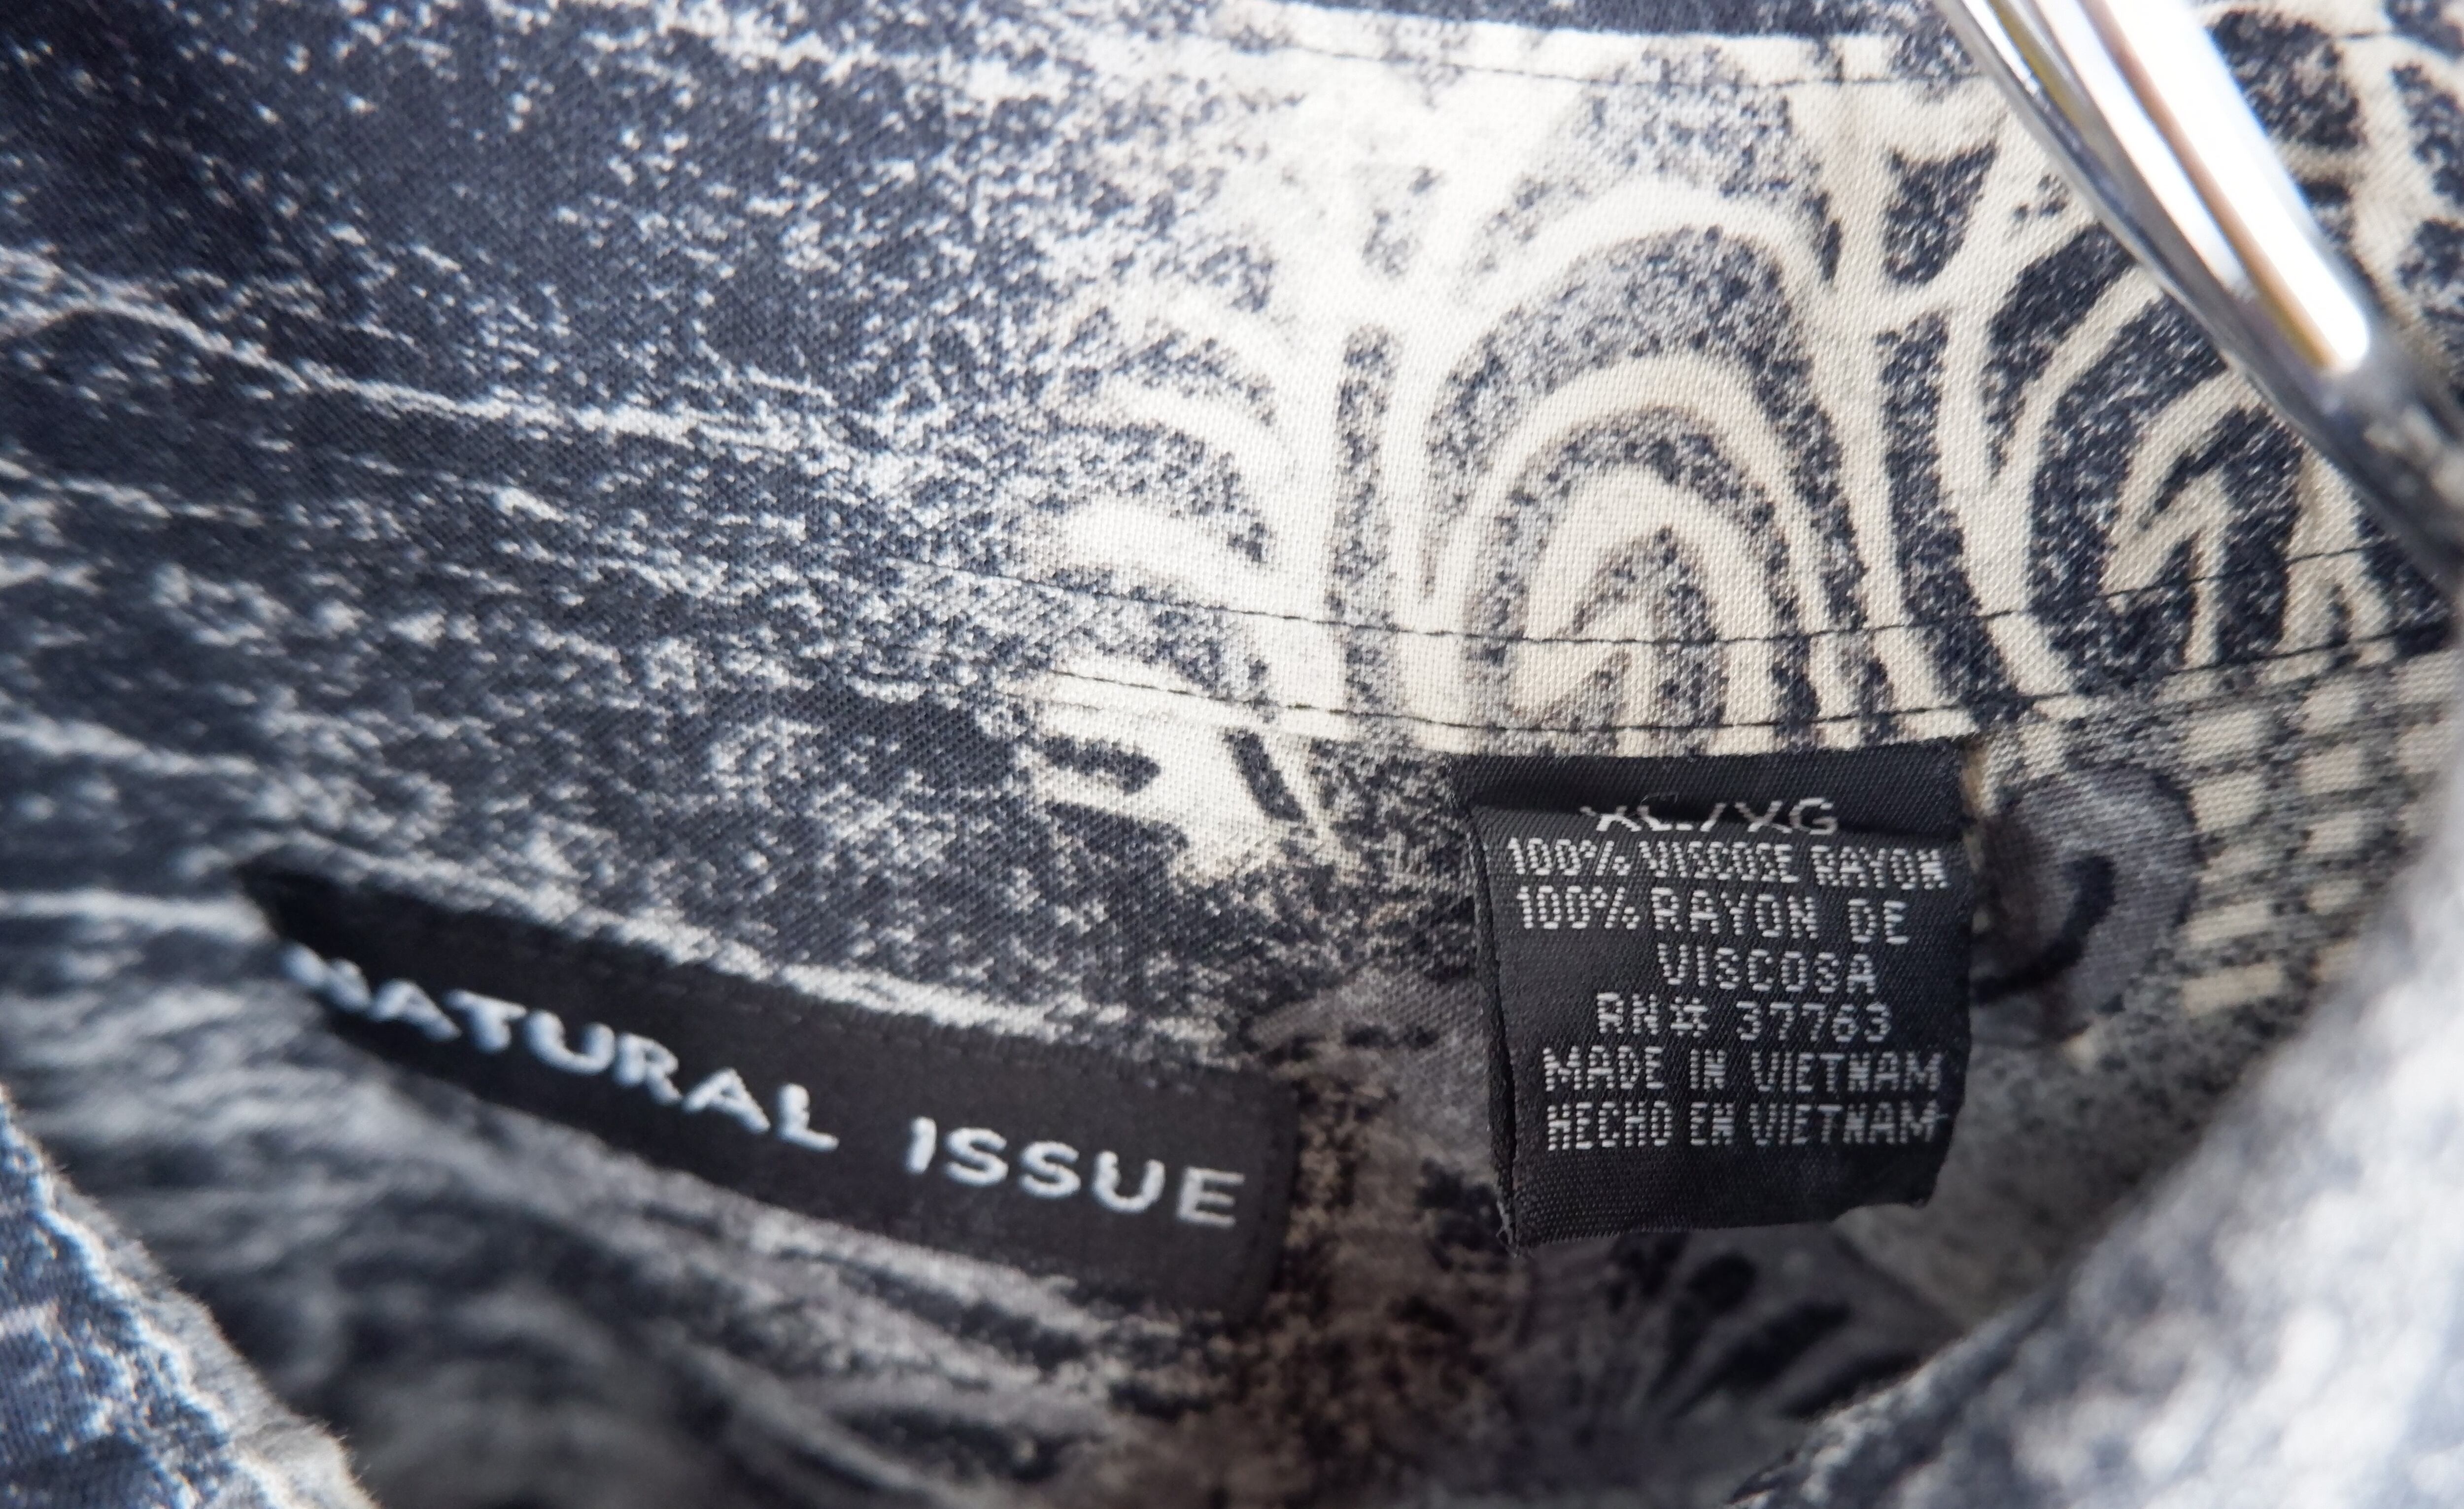 NATURAL ISSUE
XL/XG
100% VISCOSE RAYON
100% RAYON DE
VISCOSA
RN# 37763
MADE IN VIETNAM
HECHO EN VIETNAM